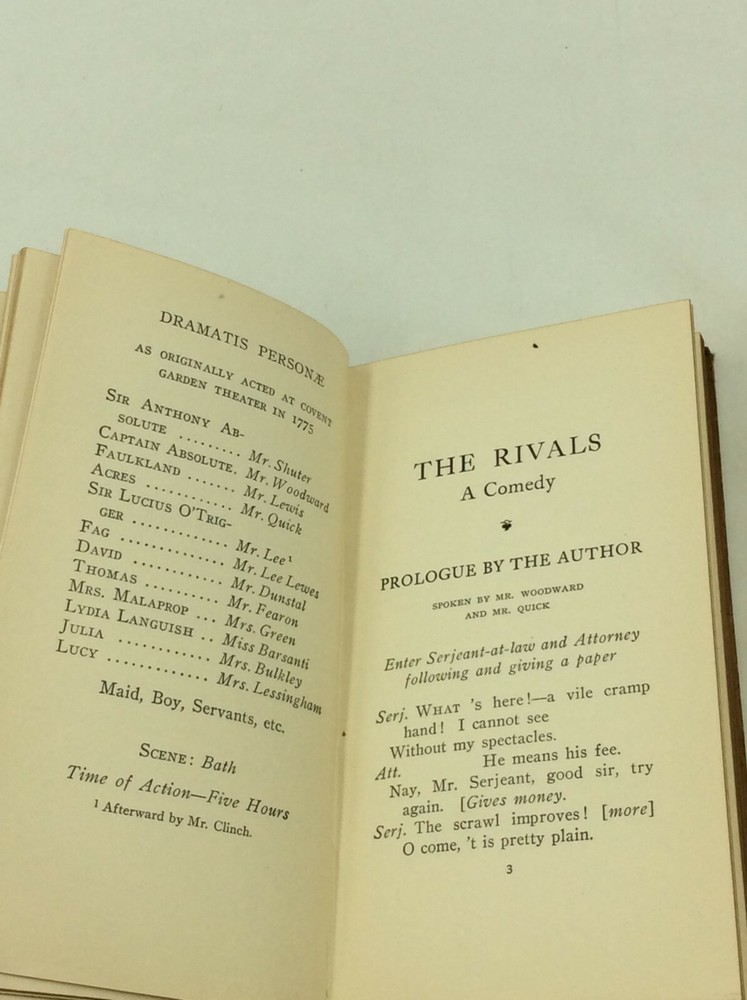 DRAMATIS PERSONÆ
AS ORIGINALLY ACTED AT COVENT
GARDEN THEATER IN 1775
SIR ANTHONY AB-
SOLUTE ......... Mr. Shuter
CAPTAIN ABSOLUTE. Mr. Woodward
FAULKLAND ....... Mr. Lewis
ACRES ............ Mr. Quick
SIR LUCIUS O'TRIG-
GER ............. Mr. Lee¹
FAG ............. Mr. Lee Lewes
DAVID ............ Mr. Dunstal
THOMAS .......... Mr. Fearon
MRS. MALAPROP ... Mrs. Green
LYDIA LANGUISH .. Miss Barsanti
JULIA ............ Mrs. Bulkley
LUCY ............. Mrs. Lessingham
Maid, Boy, Servants, etc.
SCENE: Bath
Time of Action—Five Hours
¹ Afterward by Mr. Clinch.
THE RIVALS
A Comedy
PROLOGUE BY THE AUTHOR
SPOKEN BY MR. WOODWARD
AND MR. QUICK
Enter Serjeant-at-law and Attorney
following and giving a paper
Serj. WHAT 's here!—a vile cramp
hand! I cannot see
Without my spectacles.
Att. He means his fee.
Nay, Mr. Serjeant, good sir, try
again. [Gives money.
Serj. The scrawl improves! [more]
O come, 't is pretty plain.
3